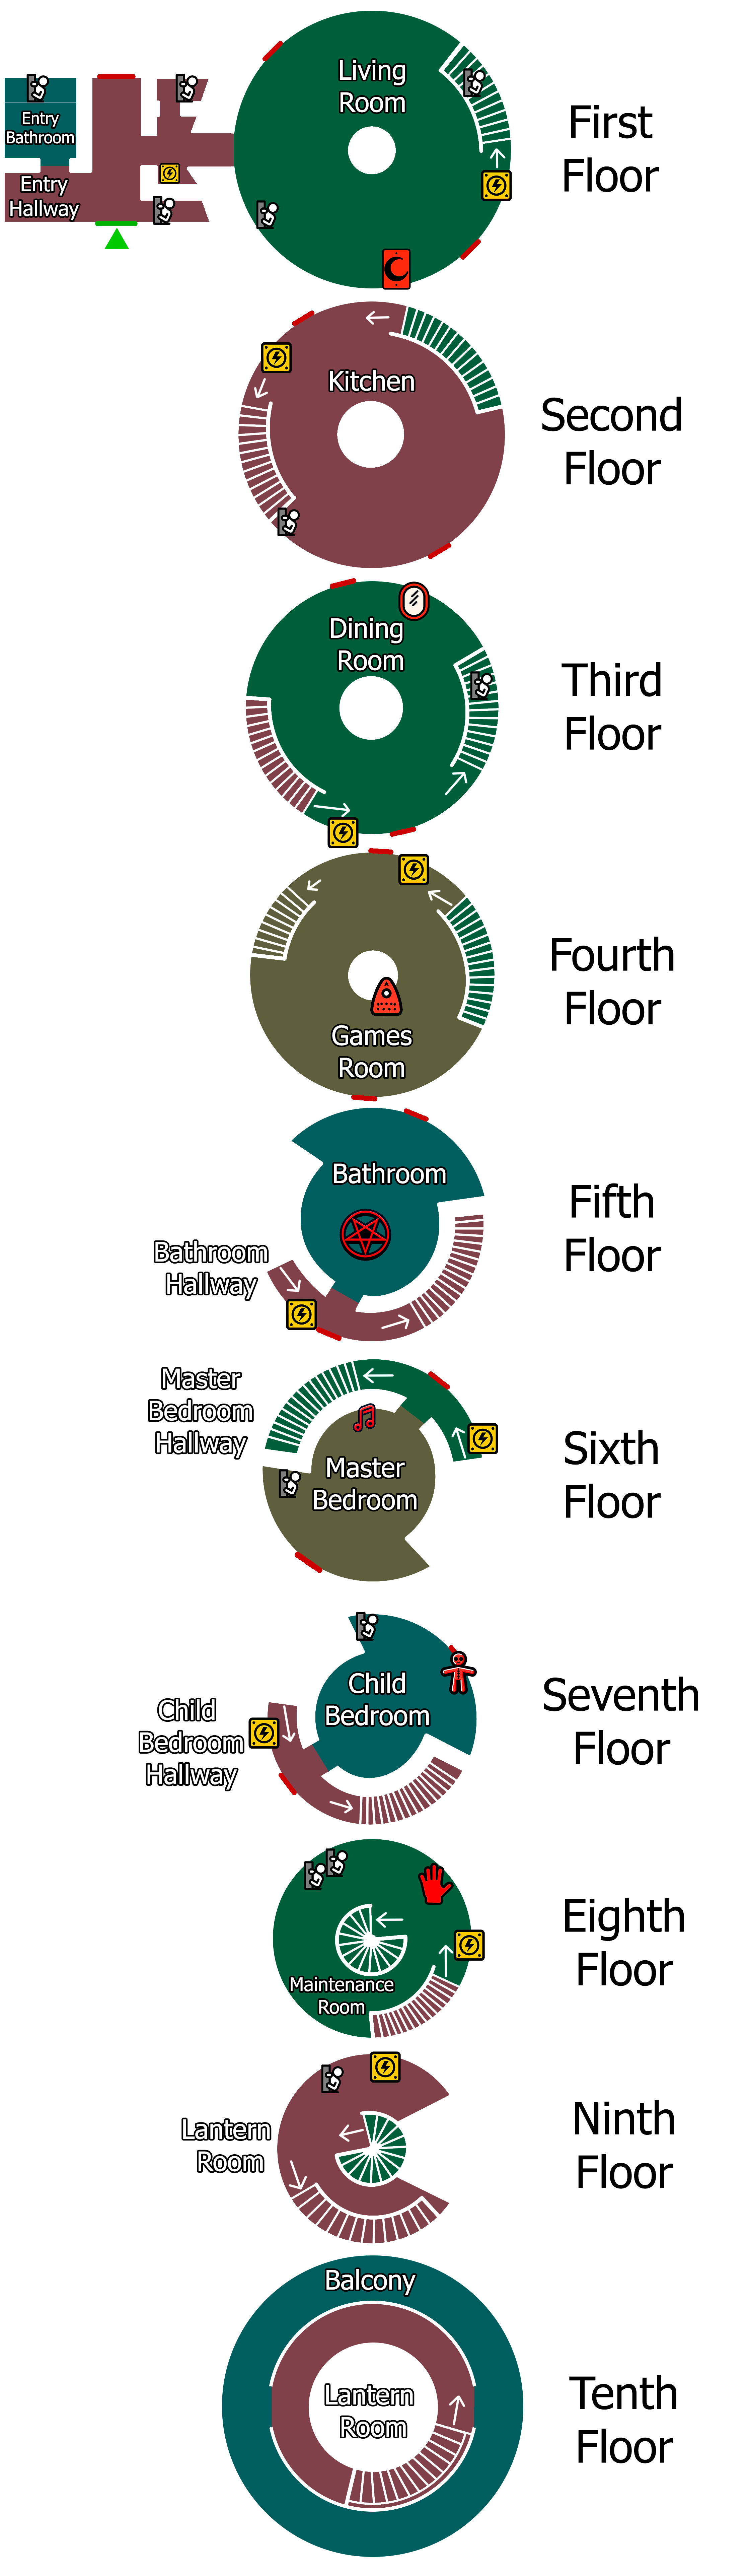 Living
Room
First
Floor
Entry
Bathroom
Entry
Hallway
Kitchen
Second
Floor
Dining
Room
Third
Floor
Fourth
Floor
Games
Room
Bathroom
Fifth
Floor
Bathroom
Hallway
Master
Bedroom
Hallway
Sixth
Floor
Master
Bedroom
Child
Bedroom
Seventh
Floor
Child
Bedroom
Hallway
Eighth
Floor
Maintenance
Room
Ninth
Floor
Lantern
Room
Balcony
Lantern
Room
Tenth
Floor